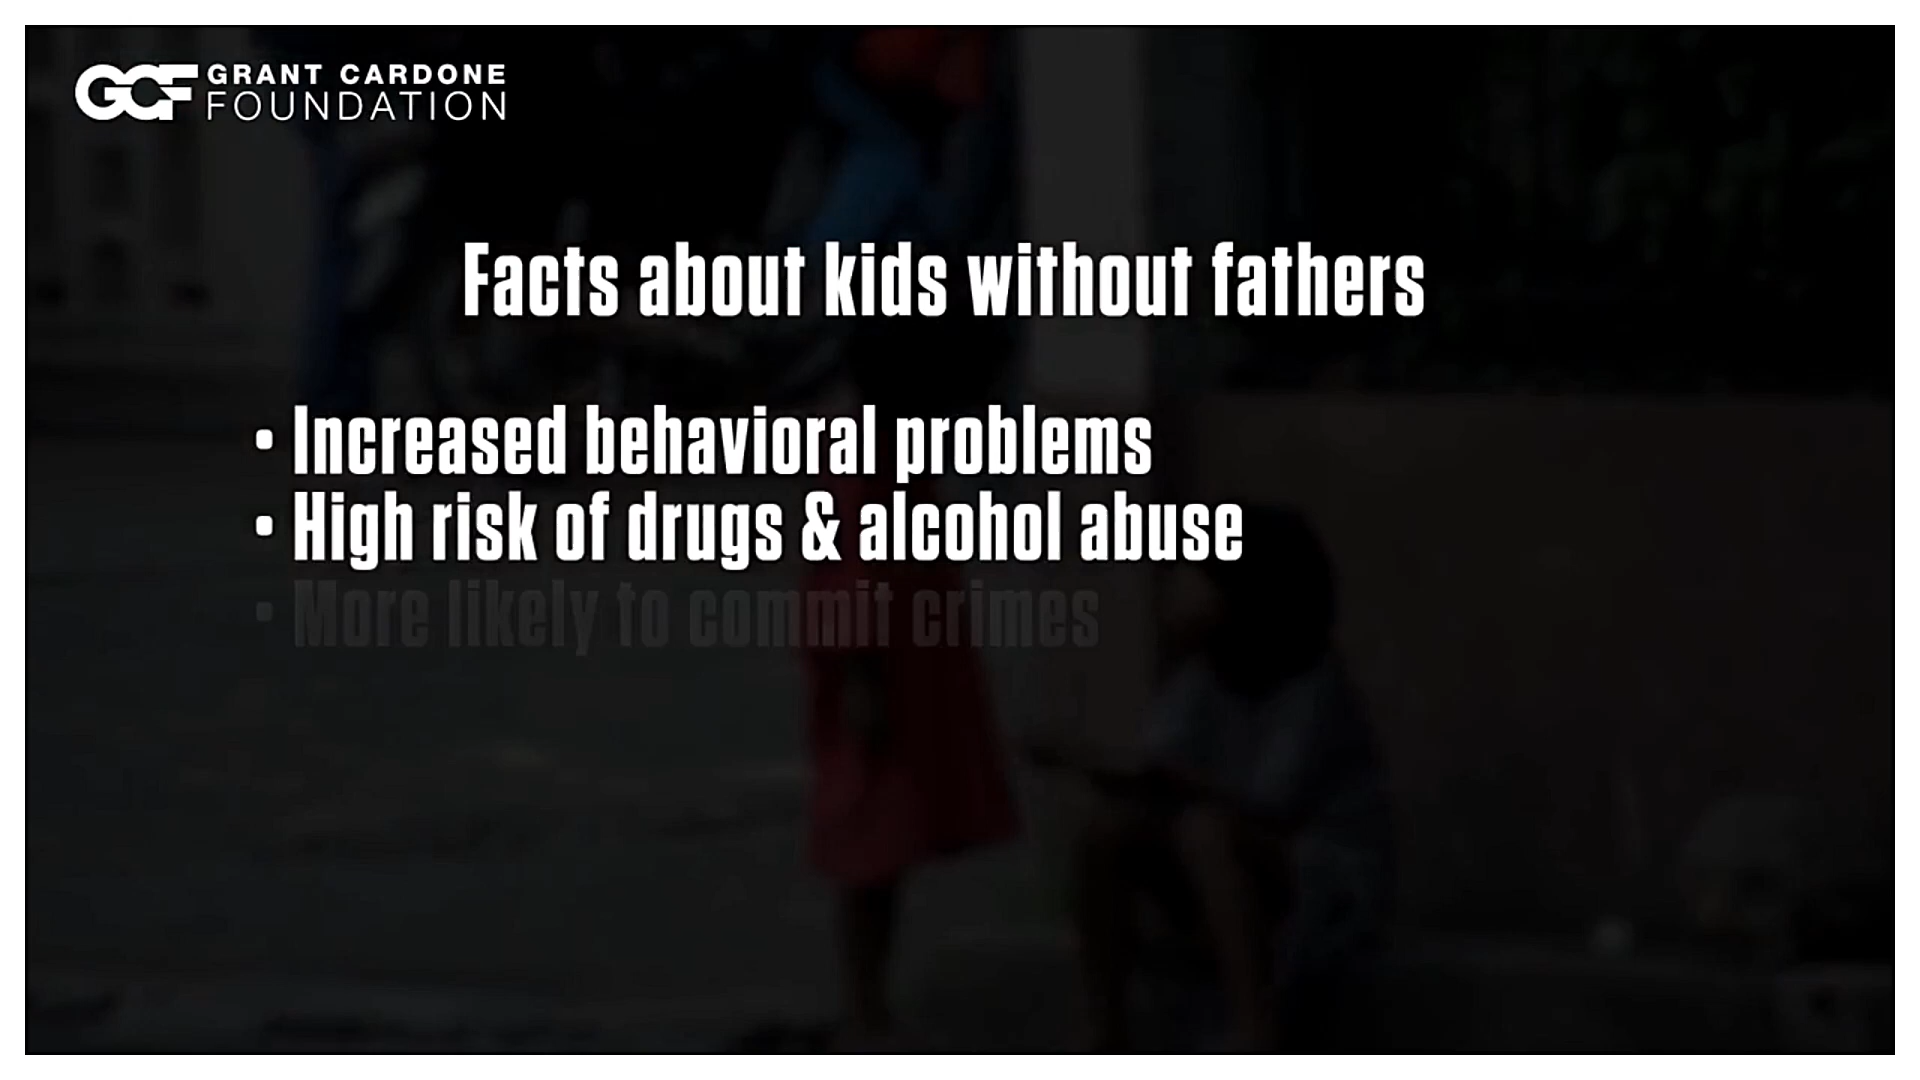 GCF GRANT CARDONE
FOUNDATION
Facts about kids without fathers
• Increased behavioral problems
• High risk of drugs & alcohol abuse
• More likely to commit crimes